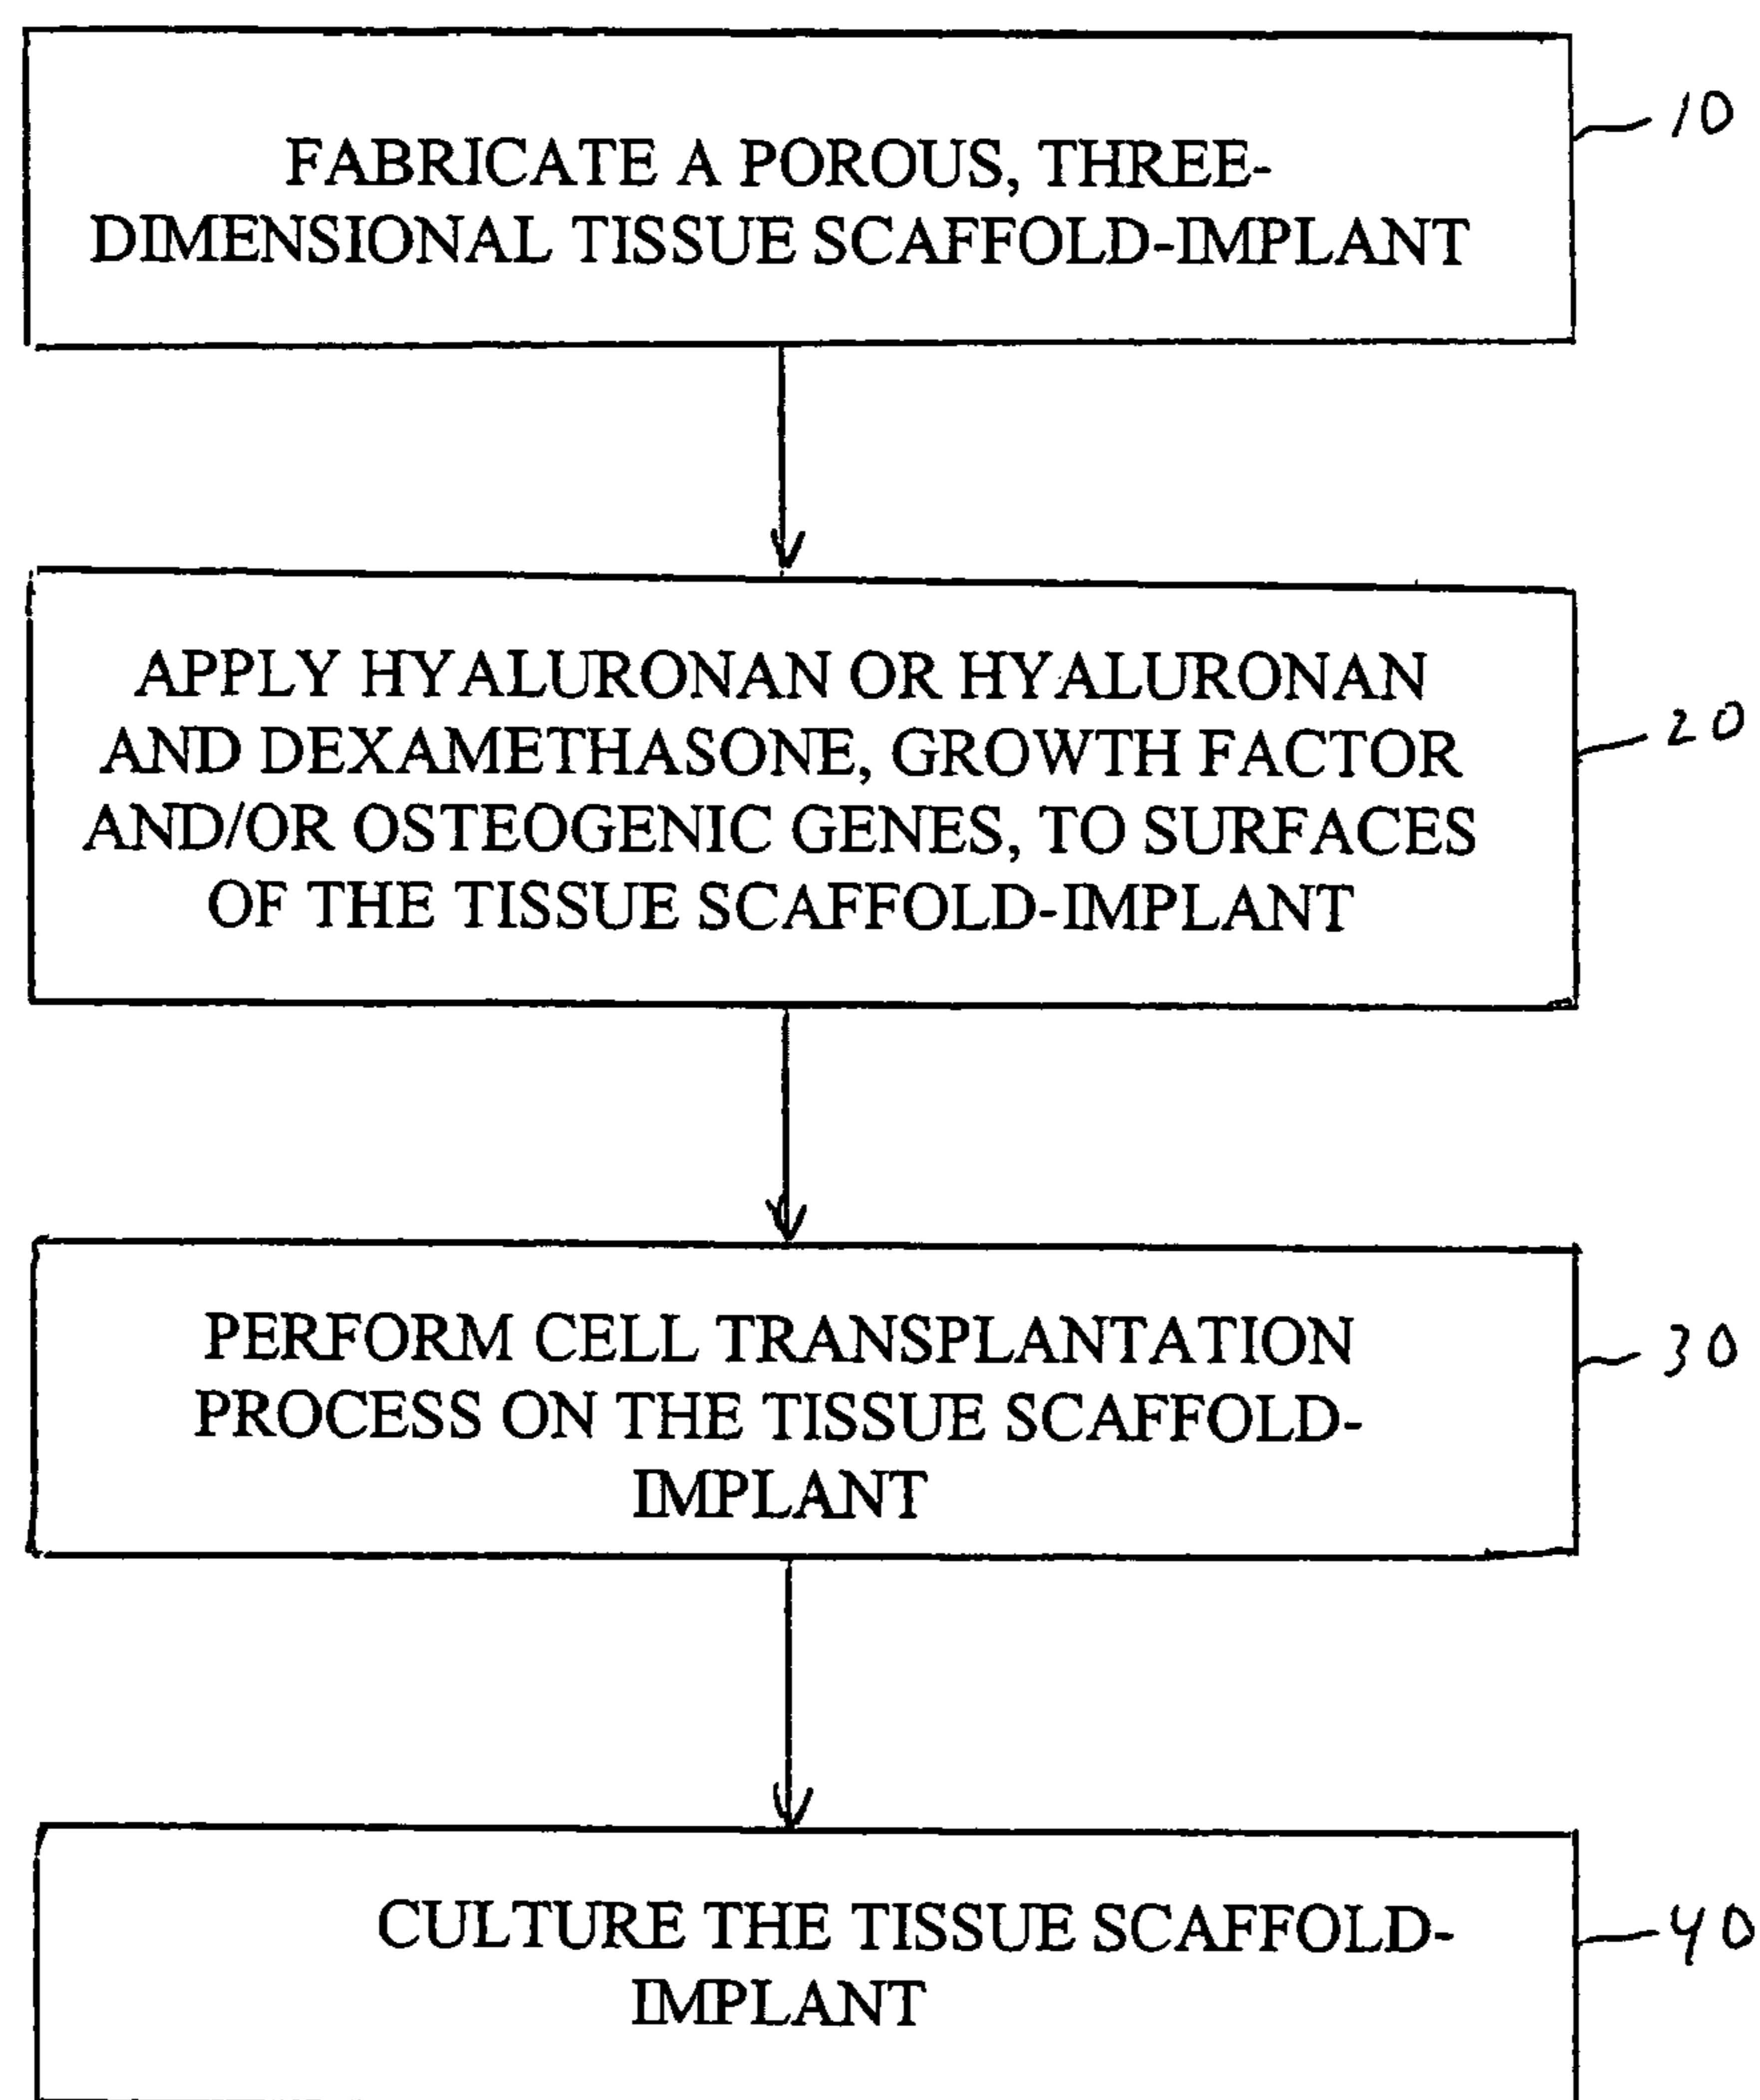 FABRICATE A POROUS, THREE-
DIMENSIONAL TISSUE SCAFFOLD-IMPLANT
10
APPLY HYALURONAN OR HYALURONAN
AND DEXAMETHASONE, GROWTH FACTOR
AND/OR OSTEOGENIC GENES, TO SURFACES
OF THE TISSUE SCAFFOLD-IMPLANT
20
PERFORM CELL TRANSPLANTATION
PROCESS ON THE TISSUE SCAFFOLD-
IMPLANT
30
CULTURE THE TISSUE SCAFFOLD-
IMPLANT
40